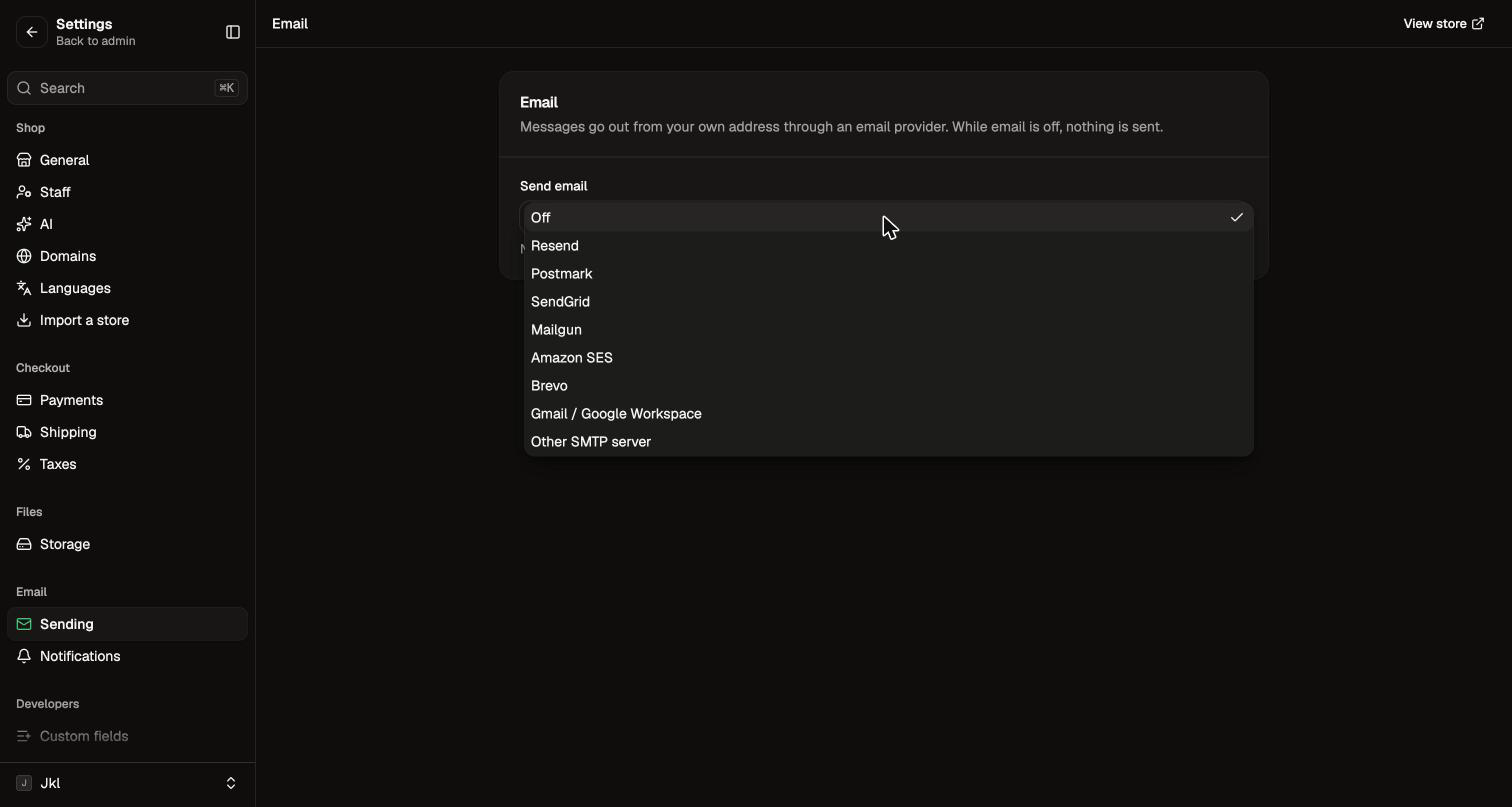 Settings
Back to admin
Search
⌘K
Shop
General
Staff
AI
Domains
Languages
Import a store
Checkout
Payments
Shipping
Taxes
Files
Storage
Email
Sending
Notifications
Developers
Custom fields
J
Jkl
Email
View store
Email
Messages go out from your own address through an email provider. While email is off, nothing is sent.
Send email
Off
Resend
Postmark
SendGrid
Mailgun
Amazon SES
Brevo
Gmail / Google Workspace
Other SMTP server